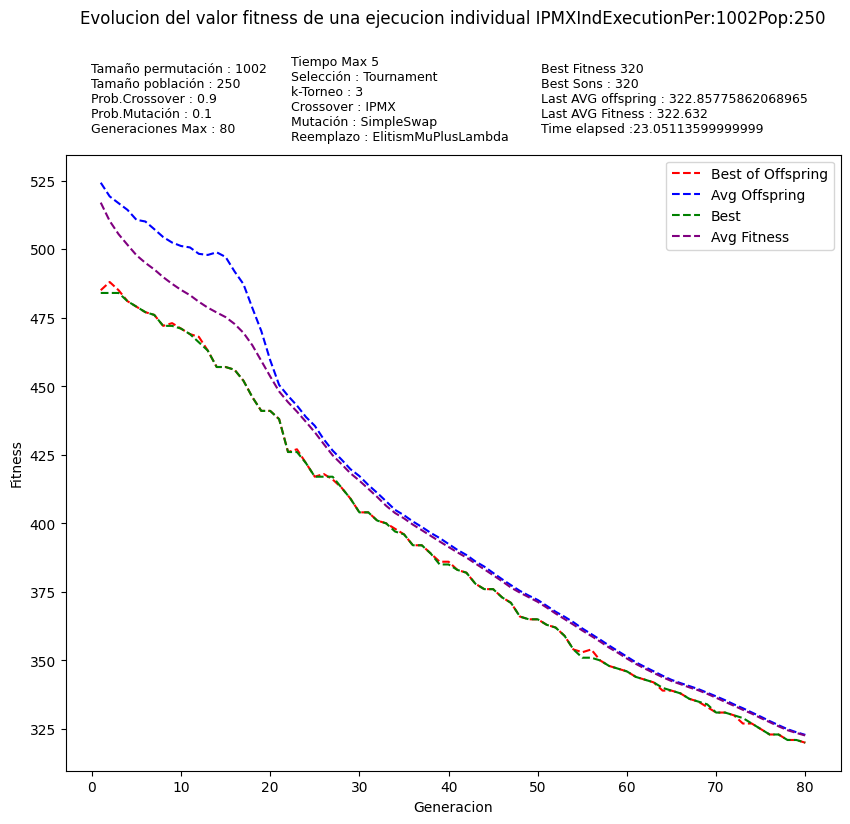 Evolucion del valor fitness de una ejecucion individual IPMXIndExecutionPer:1002Pop:250
Tamaño permutación : 1002
Tamaño población : 250
Prob.Crossover : 0.9
Prob.Mutación : 0.1
Generaciones Max : 80
Tiempo Max 5
Selección : Tournament
k-Torneo : 3
Crossover : IPMX
Mutación : SimpleSwap
Reemplazo : ElitismMuPlusLambda
Best Fitness 320
Best Sons : 320
Last AVG offspring : 322.85775862068965
Last AVG Fitness : 322.632
Time elapsed :23.05113599999999
Best of Offspring
Avg Offspring
Best
Avg Fitness
Fitness
525
500
475
450
425
400
375
350
325
0 10 20 30 40 50 60 70 80
Generacion